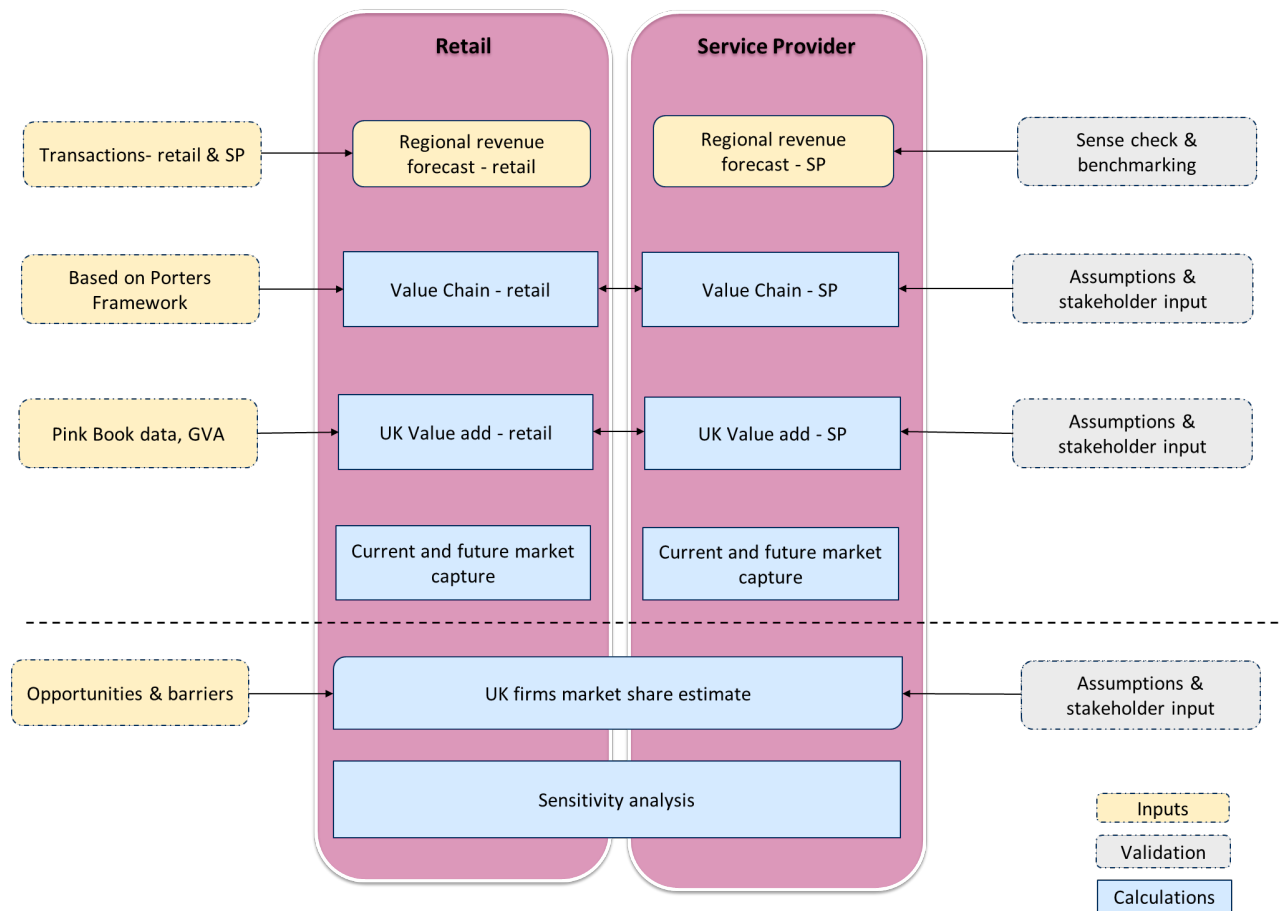 Retail
Service Provider
Transactions- retail & SP
Regional revenue
forecast - retail
Regional revenue
forecast - SP
Sense check &
benchmarking
Based on Porters
Framework
Value Chain - retail
Value Chain - SP
Assumptions &
stakeholder input
Pink Book data, GVA
UK Value add - retail
UK Value add - SP
Assumptions &
stakeholder input
Current and future market
capture
Current and future market
capture
Opportunities & barriers
UK firms market share estimate
Assumptions &
stakeholder input
Sensitivity analysis
Inputs
Validation
Calculations